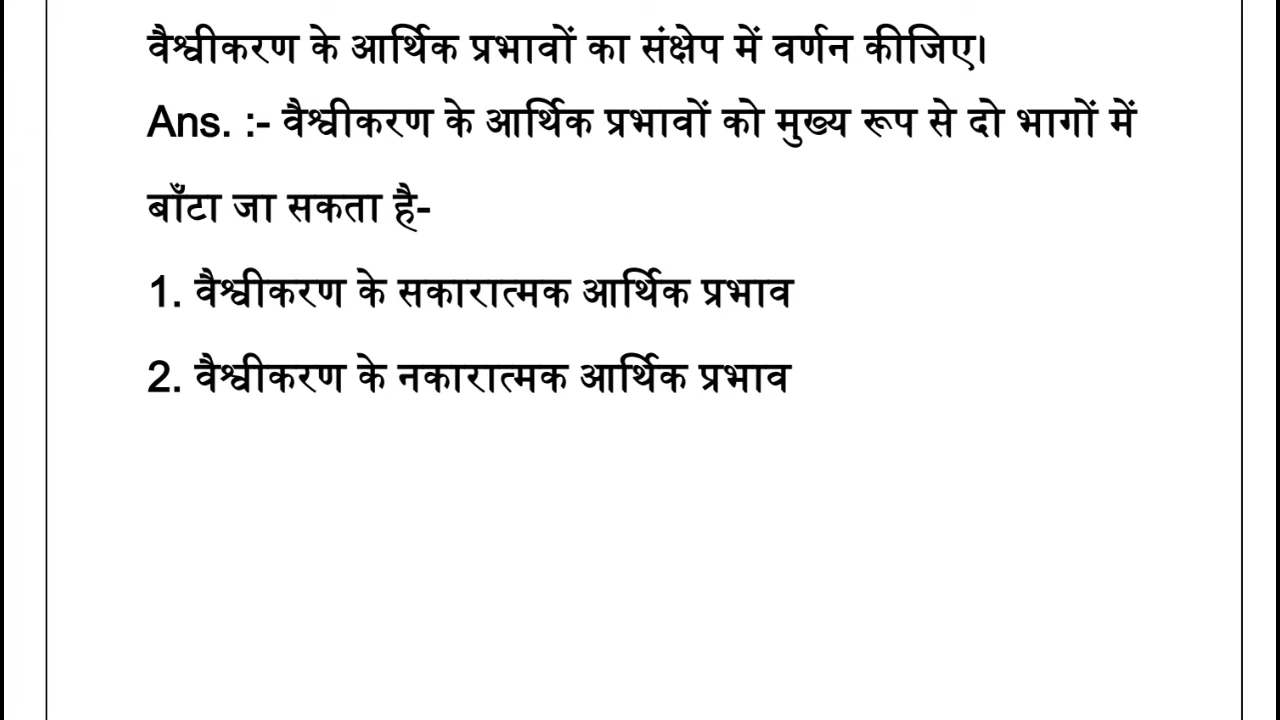 वैश्वीकरण के आर्थिक प्रभावों का संक्षेप में वर्णन कीजिए।
Ans. :- वैश्वीकरण के आर्थिक प्रभावों को मुख्य रूप से दो भागों में
बाँटा जा सकता है-
1. वैश्वीकरण के सकारात्मक आर्थिक प्रभाव
2. वैश्वीकरण के नकारात्मक आर्थिक प्रभाव